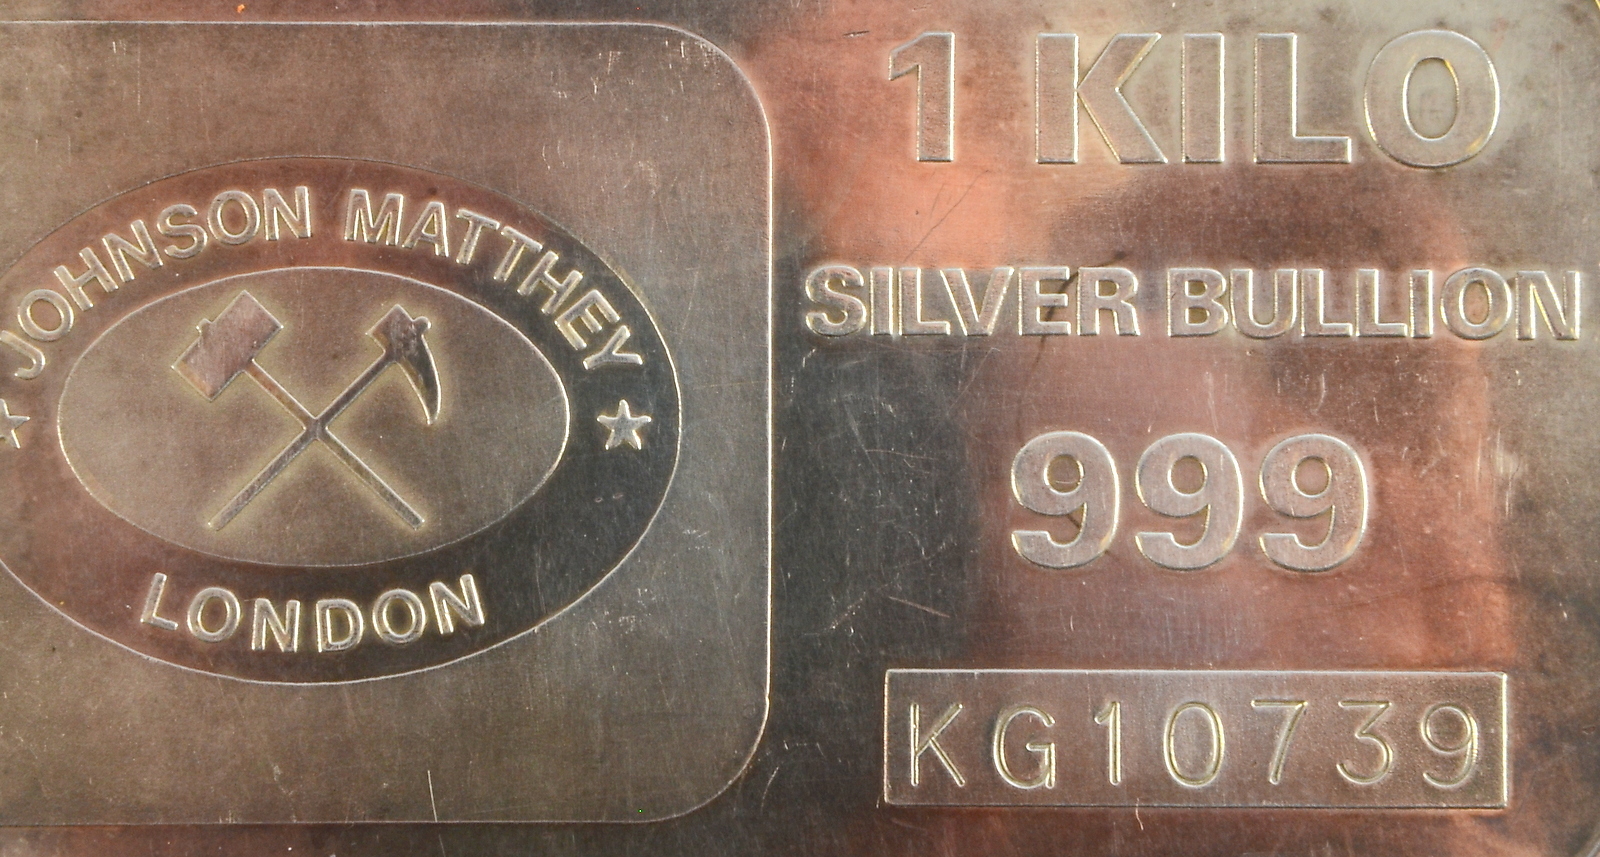 JOHNSON MATTHEY
LONDON
1 KILO
SILVER BULLION
999
KG10739